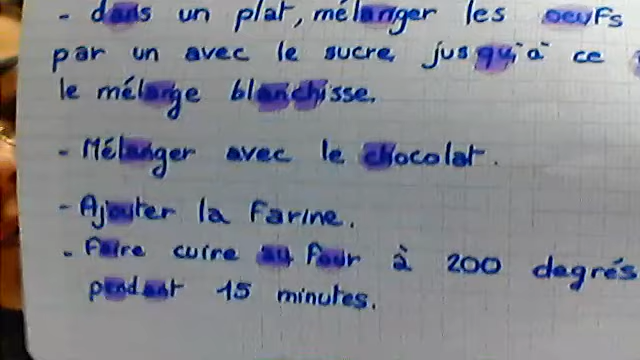 - dans un plat, mélanger les oeufs
par un avec le sucre jusqu'à ce
le mélange blanchisse.
- Mélanger avec le chocolat.
- Ajouter la farine.
- Faire cuire au four à 200 degrés
pendant 15 minutes.